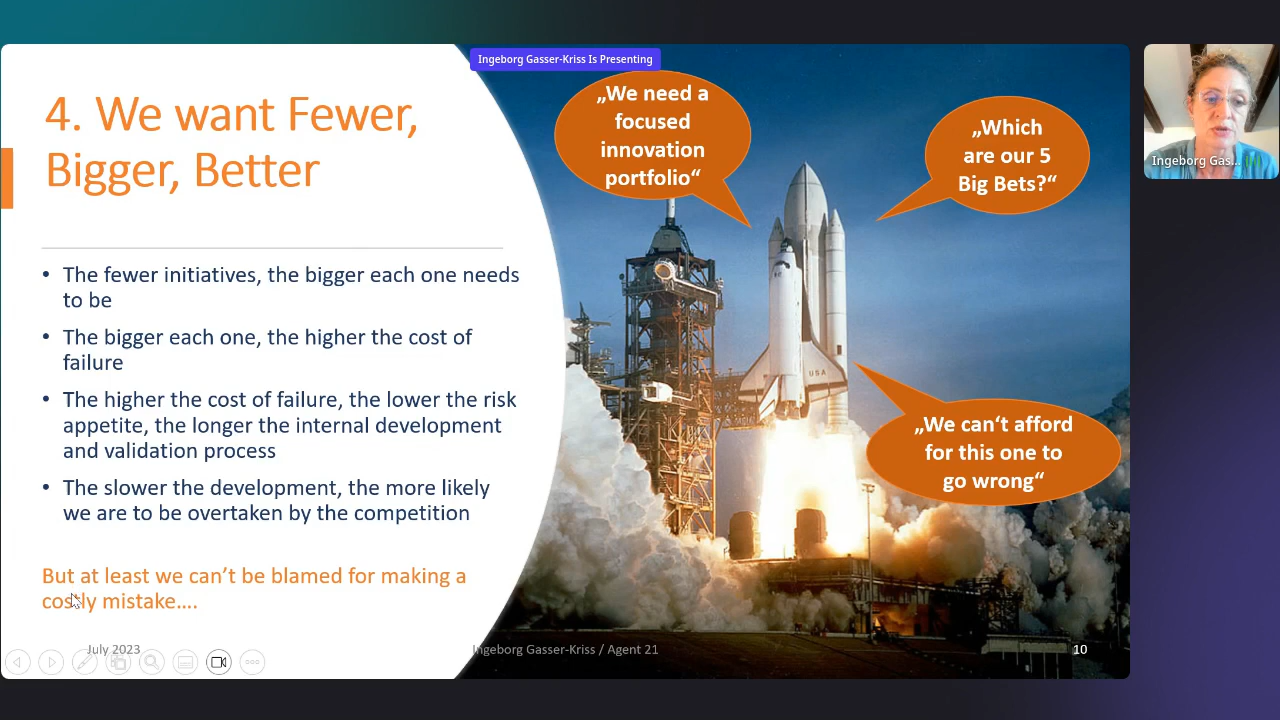 Ingeborg Gasser-Kriss Is Presenting
4. We want Fewer,
Bigger, Better
• The fewer initiatives, the bigger each one needs
to be
• The bigger each one, the higher the cost of
failure
• The higher the cost of failure, the lower the risk
appetite, the longer the internal development
and validation process
• The slower the development, the more likely
we are to be overtaken by the competition
But at least we can’t be blamed for making a
costly mistake....
„We need a
focused
innovation
portfolio“
„Which
are our 5
Big Bets?“
„We can‘t afford
for this one to
go wrong“
USA
July 2023
Ingeborg Gasser-Kriss / Agent 21
10
Ingeborg Gas...